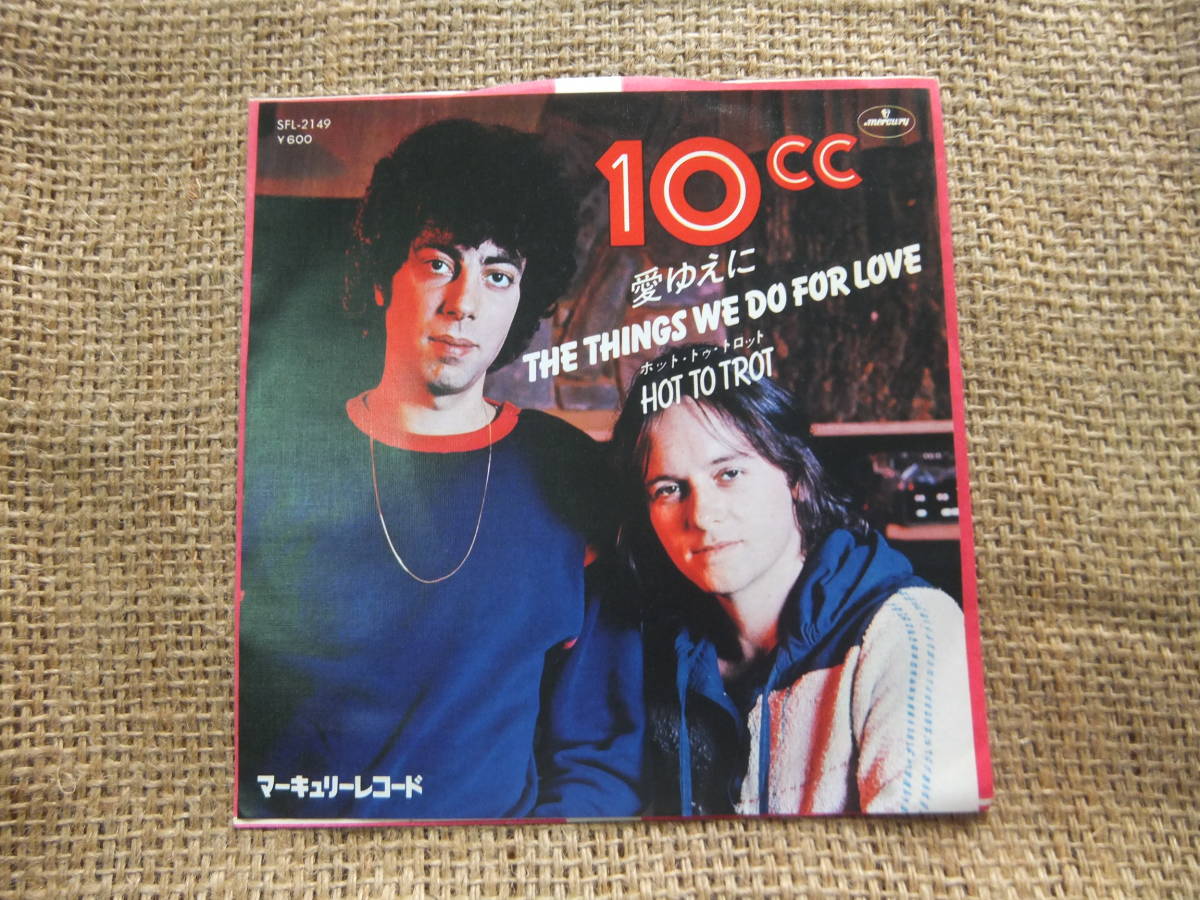 SFL-2149
¥600
mercury
10cc
愛ゆえに
THE THINGS WE DO FOR LOVE
ホット・トゥ・トロット
HOT TO TROT
マーキュリーレコード